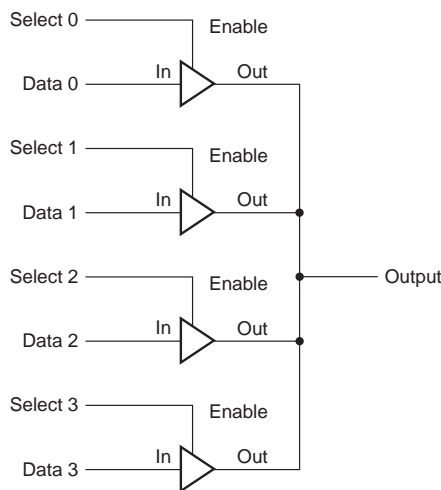 Select 0
Enable
Data 0
In
Out
Select 1
Enable
Data 1
In
Out
Select 2
Enable
Output
Data 2
In
Out
Select 3
Enable
Data 3
In
Out